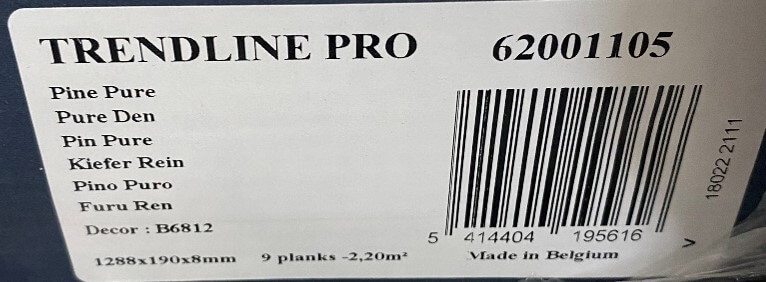 TRENDLINE PRO 62001105
Pine Pure
Pure Den
Pin Pure
Kiefer Rein
Pino Puro
Furu Ren
Decor : B6812
1288x190x8mm 9 planks -2,20m²
5 414404 195616 >
Made in Belgium
18022 2111